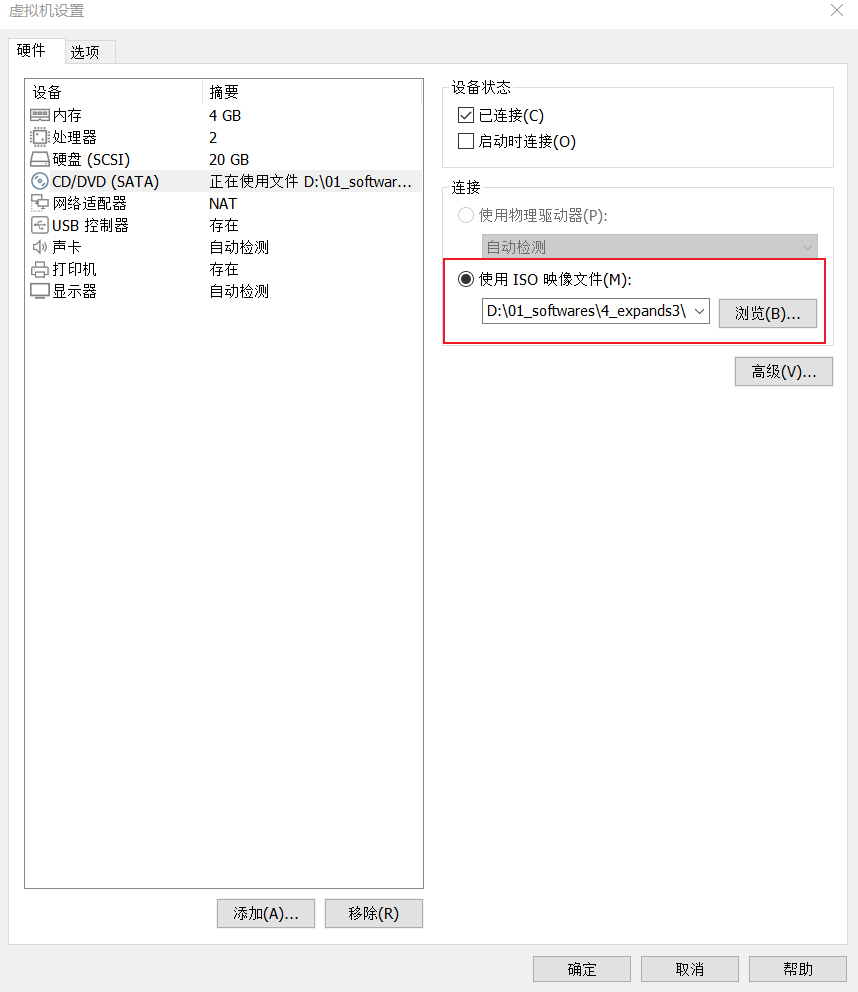 虚拟机设置
硬件 选项
设备 摘要
内存 4 GB
处理器 2
硬盘 (SCSI) 20 GB
CD/DVD (SATA) 正在使用文件 D:\01_softwar...
网络适配器 NAT
USB 控制器 存在
声卡 自动检测
打印机 存在
显示器 自动检测
添加(A)... 移除(R)
设备状态
已连接(C)
启动时连接(O)
连接
使用物理驱动器(P):
自动检测
使用 ISO 映像文件(M):
D:\01_softwares\4_expands3\ 浏览(B)...
高级(V)...
确定 取消 帮助